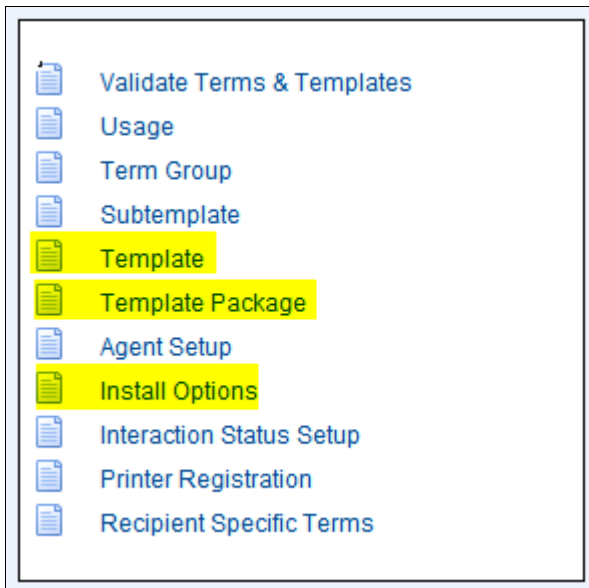 Validate Terms & Templates
Usage
Term Group
Subtemplate
Template
Template Package
Agent Setup
Install Options
Interaction Status Setup
Printer Registration
Recipient Specific Terms